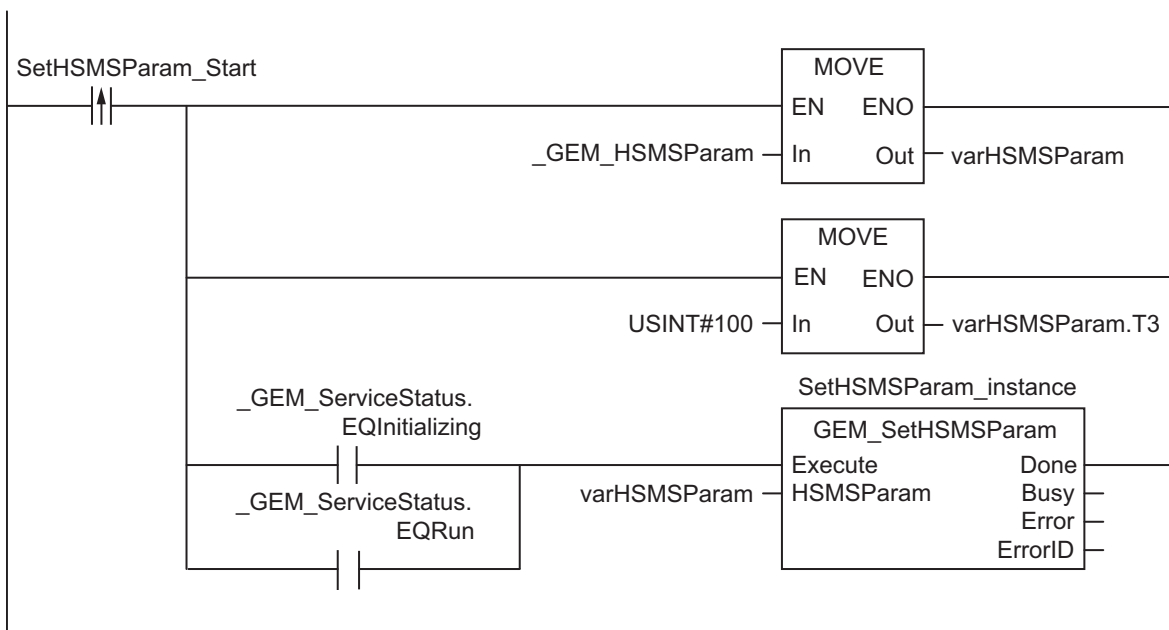 SetHSMSParam_Start
MOVE
EN ENO
_GEM_HSMSParam In Out varHSMSParam
MOVE
EN ENO
USINT#100 In Out varHSMSParam.T3
SetHSMSParam_instance
_GEM_ServiceStatus.
EQInitializing
GEM_SetHSMSParam
Execute Done
varHSMSParam HSMSParam Busy
_GEM_ServiceStatus.
EQRun
Error
ErrorID